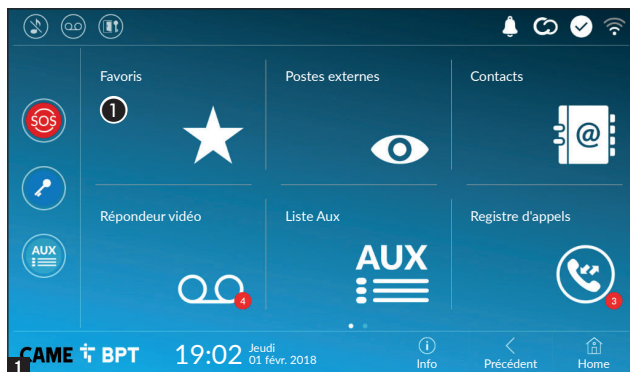 Favoris
Postes externes
Contacts
1
SOS
@
Répondeur vidéo
Liste Aux
Registre d'appels
AUX
AUX
4
3
CAME BPT
19:02
Jeudi
01 févr. 2018
Info
Précédent
Home
1